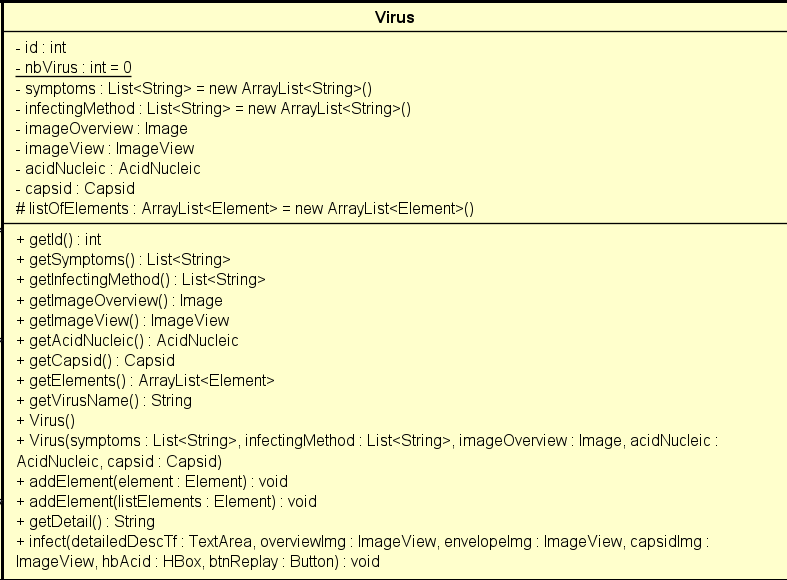 Virus
- id : int
- nbVirus : int = 0
- symptoms : List<String> = new ArrayList<String>()
- infectingMethod : List<String> = new ArrayList<String>()
- imageOverview : Image
- imageView : ImageView
- acidNucleic : AcidNucleic
- capsid : Capsid
# listOfElements : ArrayList<Element> = new ArrayList<Element>()
+ getId() : int
+ getSymptoms() : List<String>
+ getInfectingMethod() : List<String>
+ getImageOverview() : Image
+ getImageView() : ImageView
+ getAcidNucleic() : AcidNucleic
+ getCapsid() : Capsid
+ getElements() : ArrayList<Element>
+ getVirusName() : String
+ Virus()
+ Virus(symptoms : List<String>, infectingMethod : List<String>, imageOverview : Image, acidNucleic :
AcidNucleic, capsid : Capsid)
+ addElement(element : Element) : void
+ addElement(listElements : Element) : void
+ getDetail() : String
+ infect(detailedDescTf : TextArea, overviewImg : ImageView, envelopeImg : ImageView, capsidImg :
ImageView, hbAcid : HBox, btnReplay : Button) : void